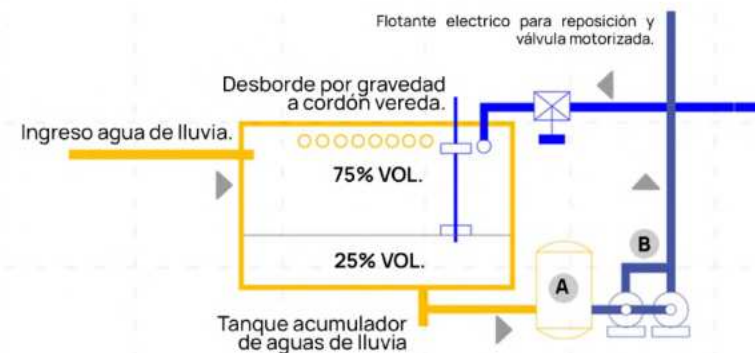 Flotante electrico para reposición y
válvula motorizada.
Desborde por gravedad
a cordón vereda.
Ingreso agua de lluvia.
75% VOL.
25% VOL.
B
A
Tanque acumulador
de aguas de lluvia